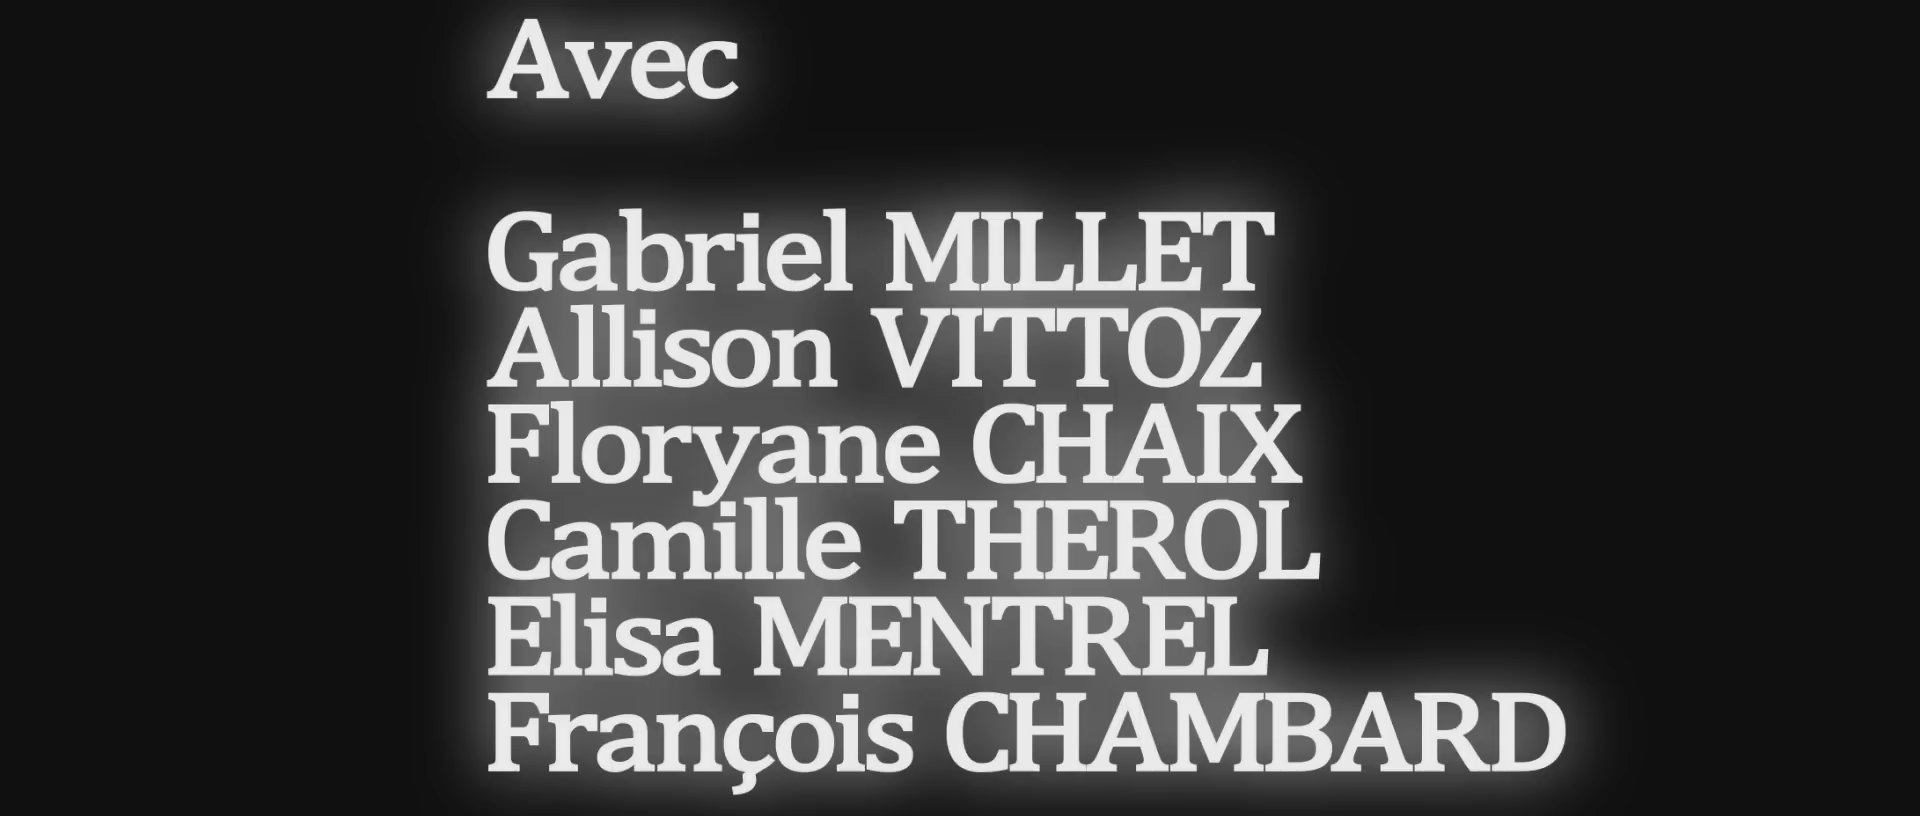 Avec
Gabriel MILLET
Allison VITTOZ
Floryane CHAIX
Camille THEROL
Elisa MENTREL
François CHAMBARD